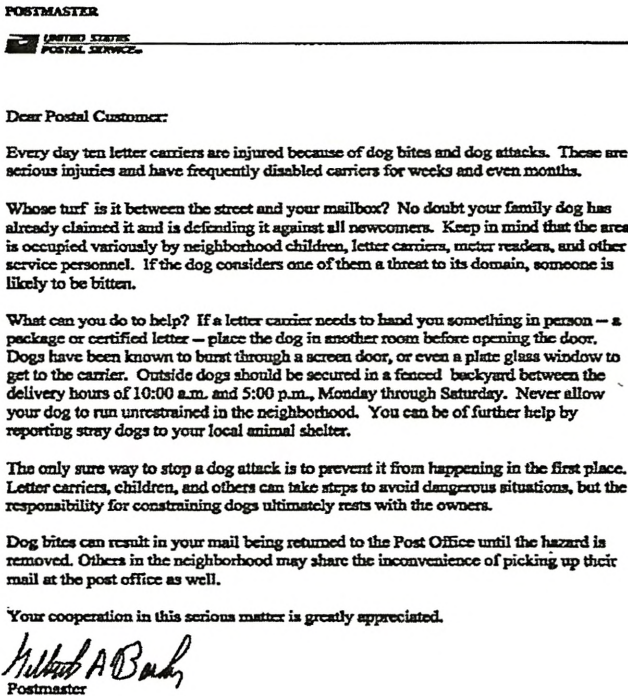 POSTMASTER
UNITED STATES
POSTAL SERVICE
Dear Postal Customer:
Every day ten letter carriers are injured because of dog bites and dog attacks. These are
serious injuries and have frequently disabled carriers for weeks and even months.
Whose turf is it between the street and your mailbox? No doubt your family dog has
already claimed it and is defending it against all newcomers. Keep in mind that the area
is occupied variously by neighborhood children, letter carriers, meter readers, and other
service personnel. If the dog considers one of them a threat to its domain, someone is
likely to be bitten.
What can you do to help? If a letter carrier needs to hand you something in person -- a
package or certified letter -- place the dog in another room before opening the door.
Dogs have been known to burst through a screen door, or even a plate glass window to
get to the carrier. Outside dogs should be secured in a fenced backyard between the
delivery hours of 10:00 a.m. and 5:00 p.m., Monday through Saturday. Never allow
your dog to run unrestrained in the neighborhood. You can be of further help by
reporting stray dogs to your local animal shelter.
The only sure way to stop a dog attack is to prevent it from happening in the first place.
Letter carriers, children, and others can take steps to avoid dangerous situations, but the
responsibility for constraining dogs ultimately rests with the owners.
Dog bites can result in your mail being returned to the Post Office until the hazard is
removed. Others in the neighborhood may share the inconvenience of picking up their
mail at the post office as well.
Your cooperation in this serious matter is greatly appreciated.
A
Postmaster